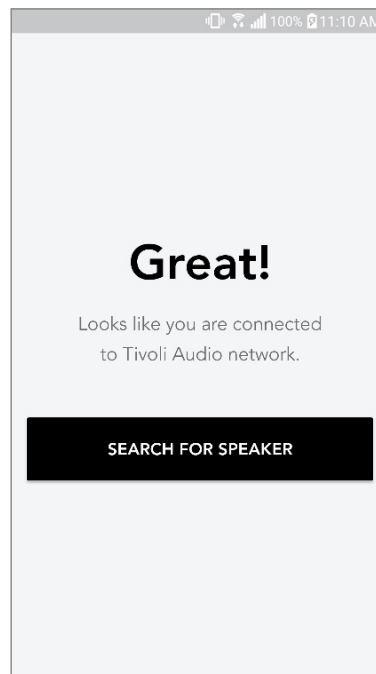 100% 11:10 AM
Great!
Looks like you are connected
to Tivoli Audio network.
SEARCH FOR SPEAKER